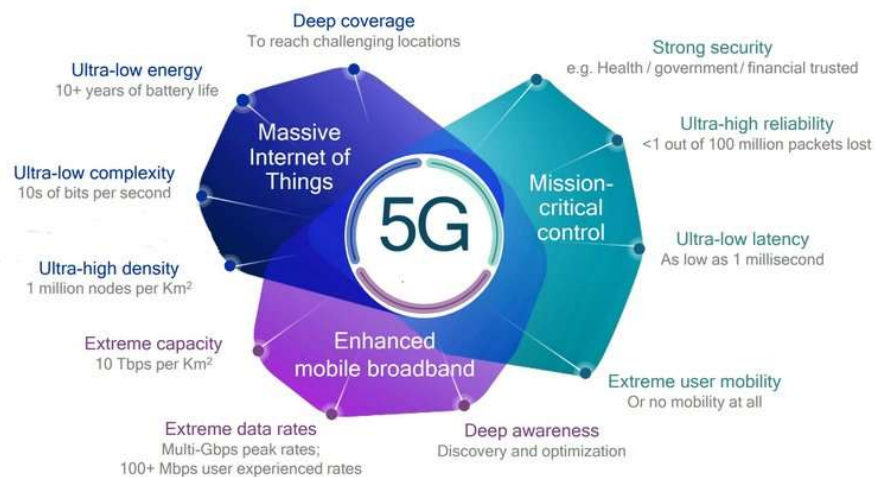 Deep coverage
To reach challenging locations
Ultra-low energy
10+ years of battery life
Ultra-low complexity
10s of bits per second
Ultra-high density
1 million nodes per Km²
Massive
Internet of
Things
5G
Mission-
critical
control
Strong security
e.g. Health / government / financial trusted
Ultra-high reliability
<1 out of 100 million packets lost
Ultra-low latency
As low as 1 millisecond
Extreme user mobility
Or no mobility at all
Enhanced
mobile broadband
Extreme capacity
10 Tbps per Km²
Extreme data rates
Multi-Gbps peak rates;
100+ Mbps user experienced rates
Deep awareness
Discovery and optimization